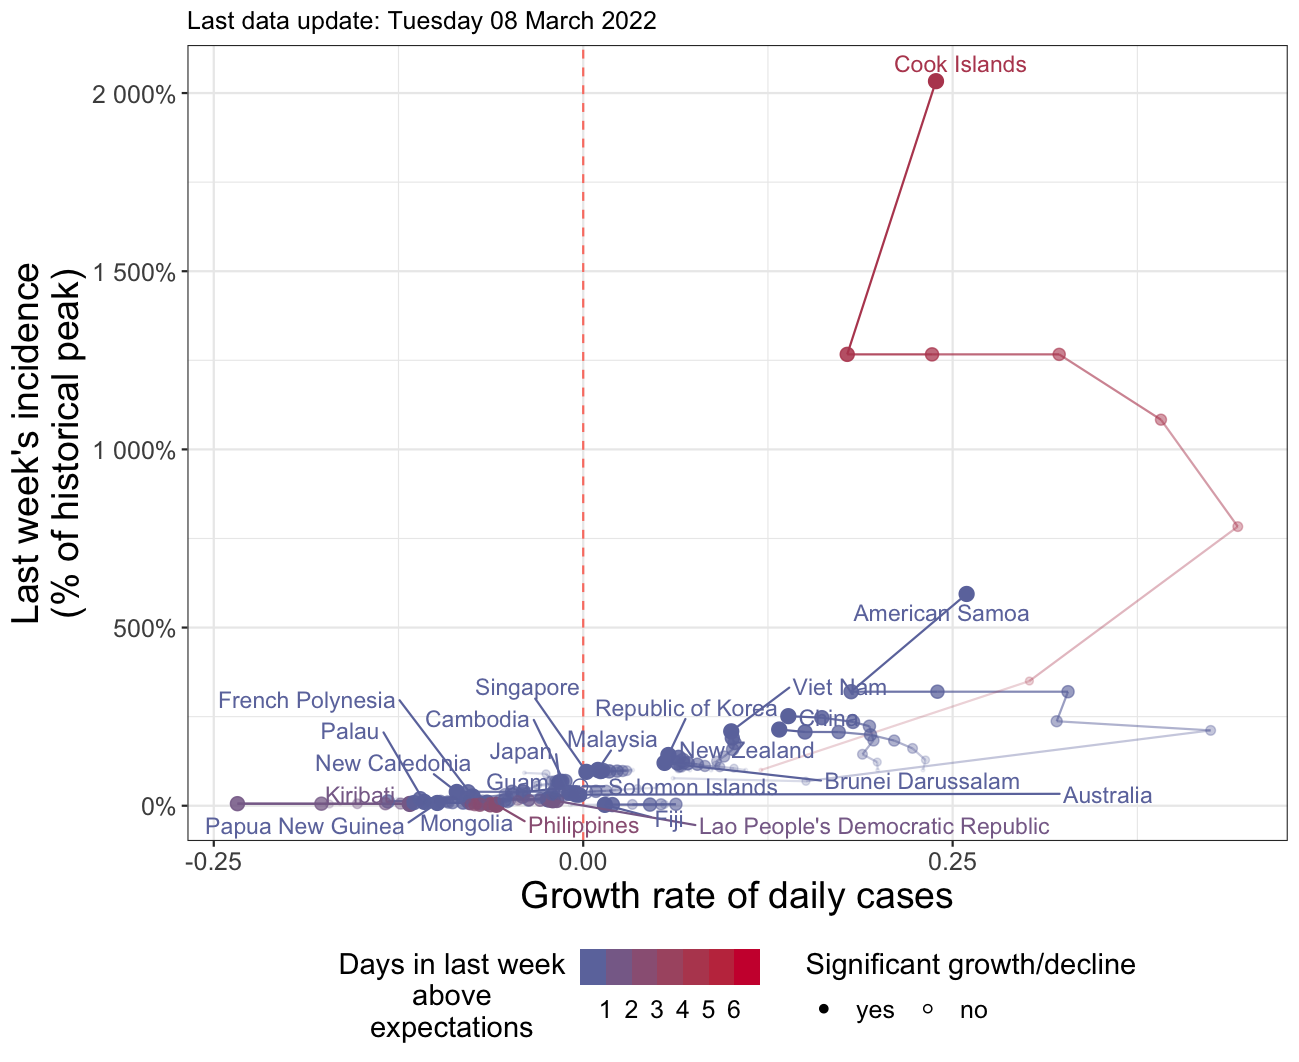 Last data update: Tuesday 08 March 2022
Cook Islands
2 000%
1 500%
1 000%
500%
0%
Last week's incidence
(% of historical peak)
American Samoa
Singapore
Viet Nam
French Polynesia
Republic of Korea
Cambodia
China
Palau
Malaysia
Japan
New Zealand
New Caledonia
Guam
Solomon Islands
Brunei Darussalam
Kiribati
Australia
Papua New Guinea
Mongolia
Philippines
Fiji
Lao People's Democratic Republic
-0.25
0.00
0.25
Growth rate of daily cases
Days in last week
above
expectations
1 2 3 4 5 6
Significant growth/decline
yes no